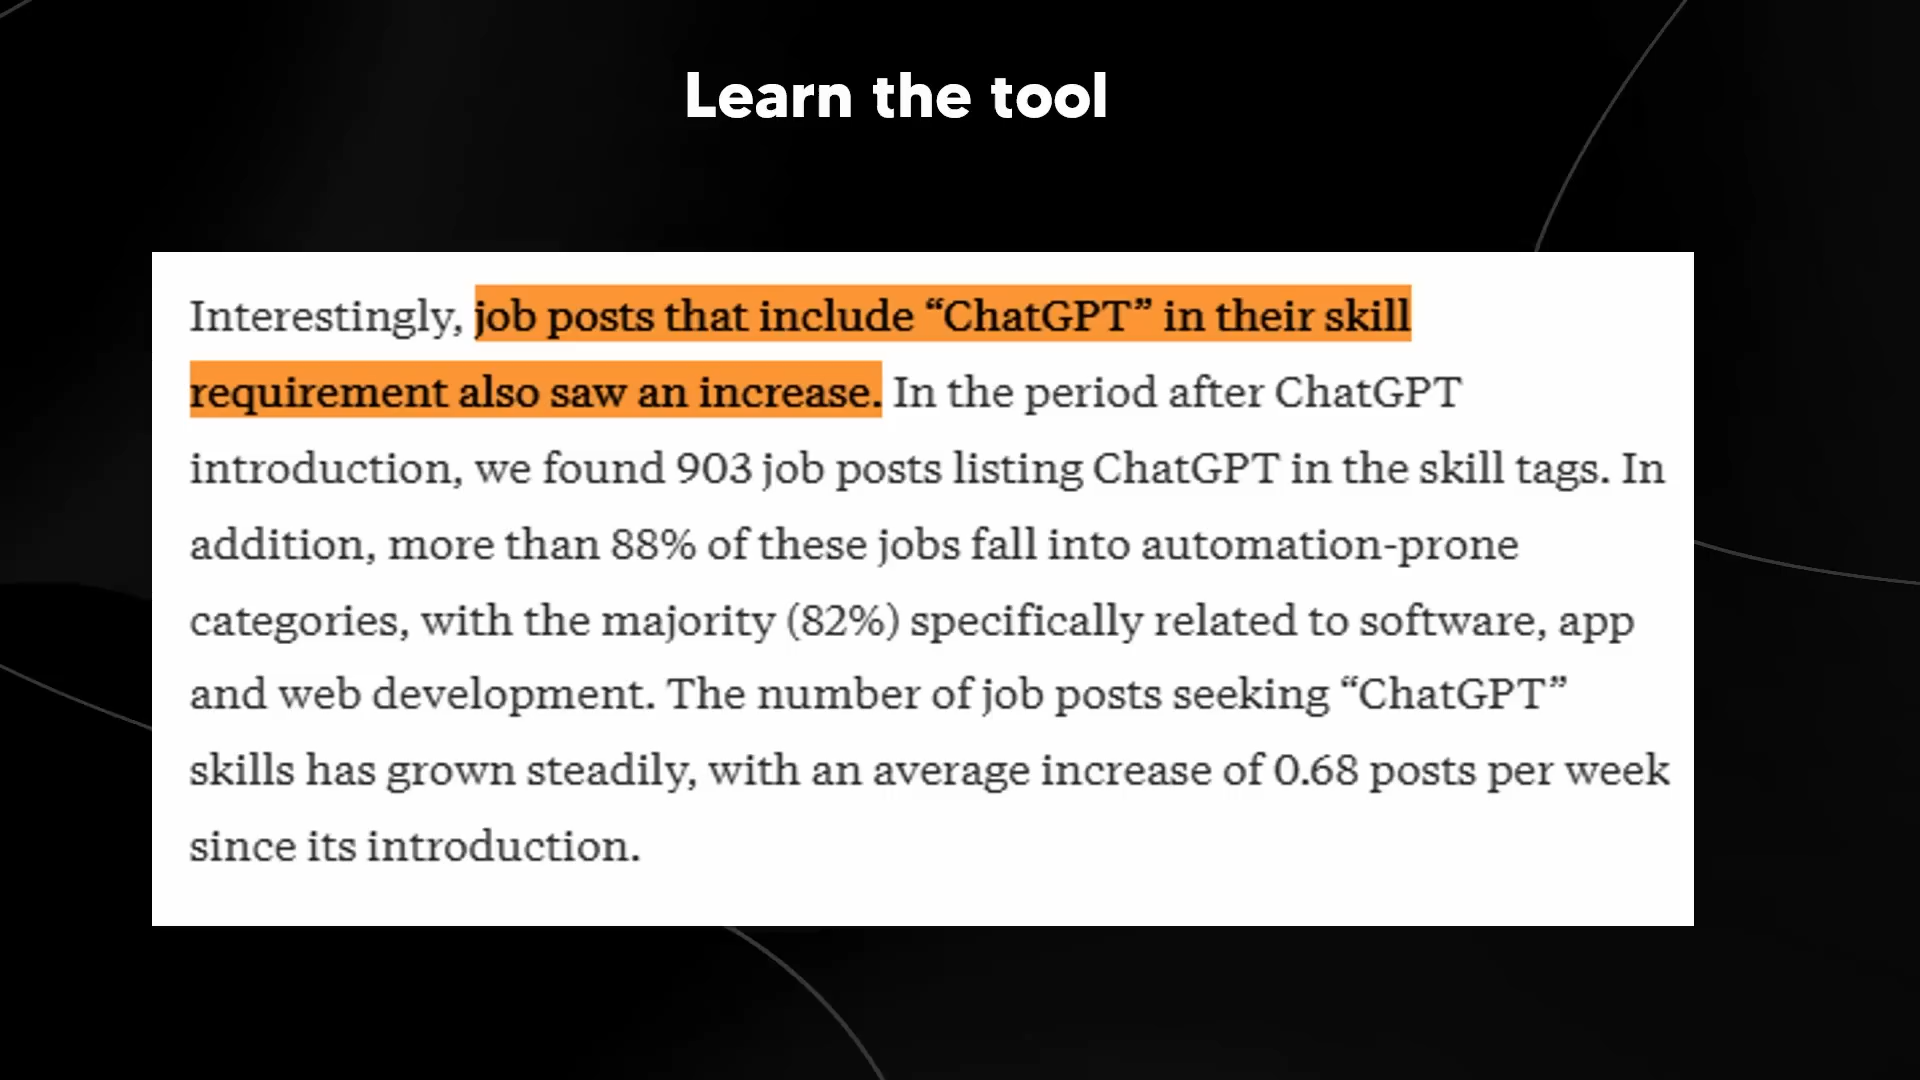 Learn the tool
Interestingly, job posts that include “ChatGPT” in their skill
requirement also saw an increase. In the period after ChatGPT
introduction, we found 903 job posts listing ChatGPT in the skill tags. In
addition, more than 88% of these jobs fall into automation-prone
categories, with the majority (82%) specifically related to software, app
and web development. The number of job posts seeking “ChatGPT”
skills has grown steadily, with an average increase of 0.68 posts per week
since its introduction.